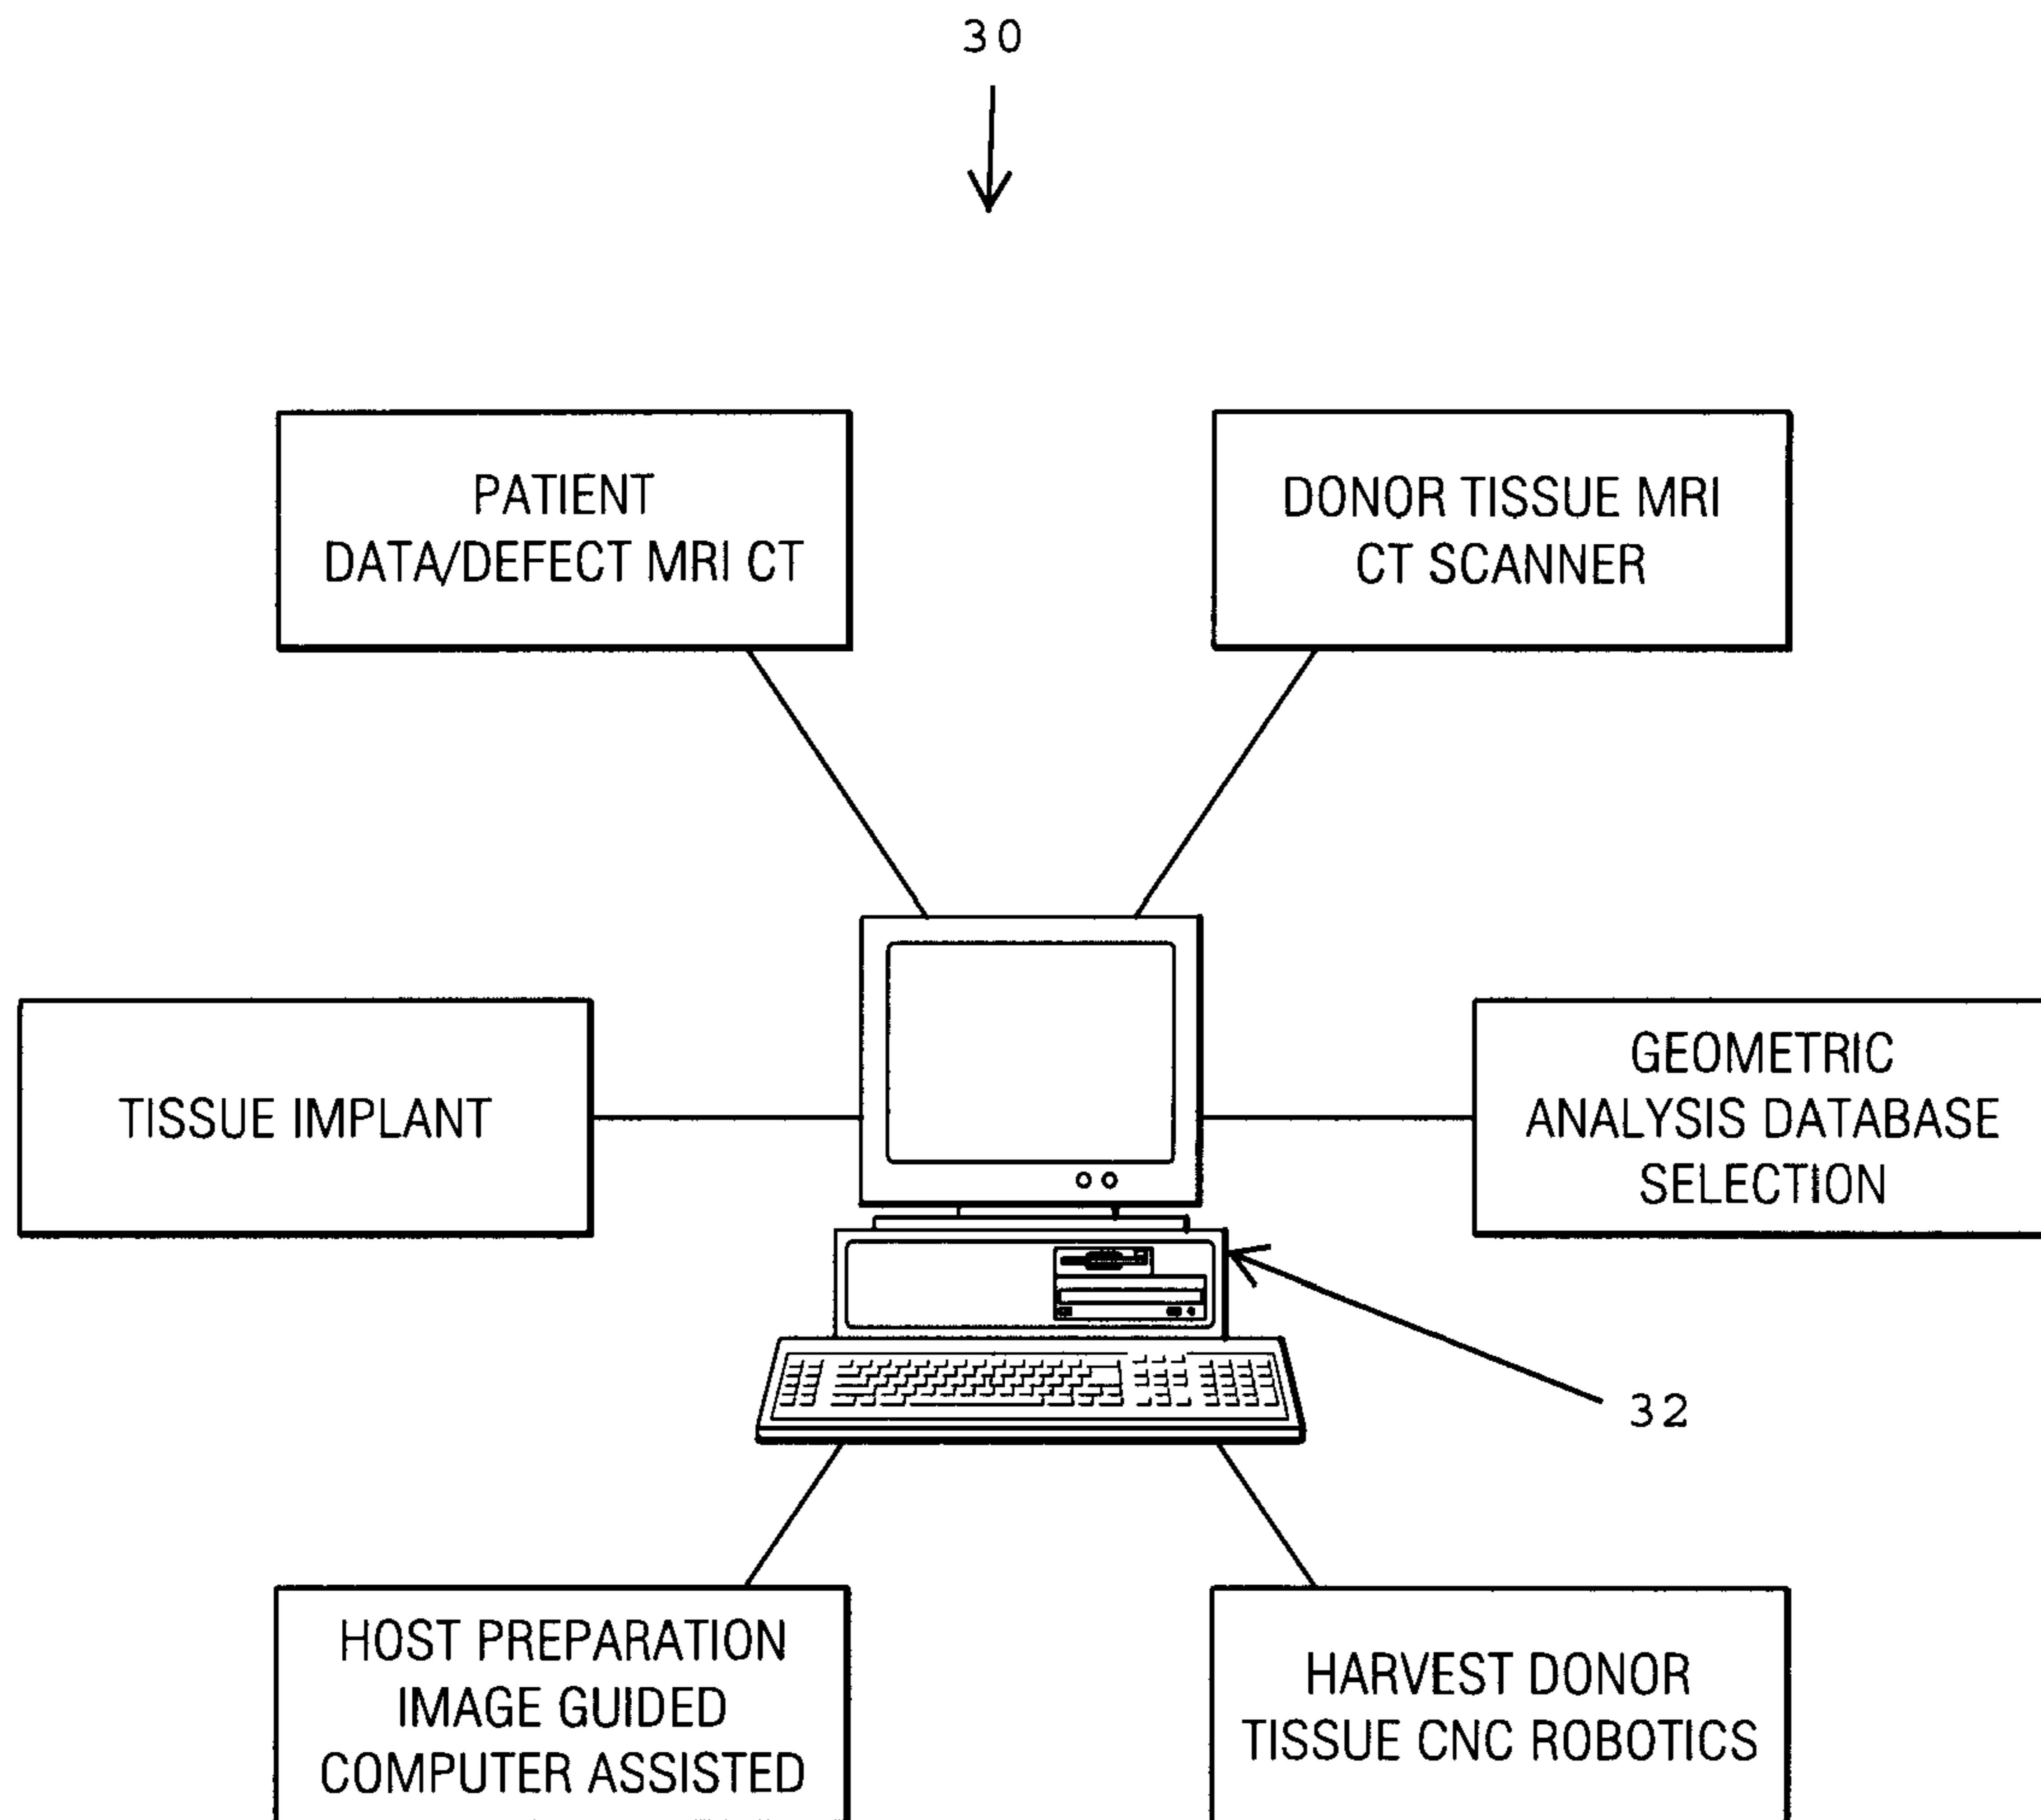 30
PATIENT
DATA/DEFECT MRI CT
DONOR TISSUE MRI
CT SCANNER
TISSUE IMPLANT
GEOMETRIC
ANALYSIS DATABASE
SELECTION
32
HOST PREPARATION
IMAGE GUIDED
COMPUTER ASSISTED
HARVEST DONOR
TISSUE CNC ROBOTICS